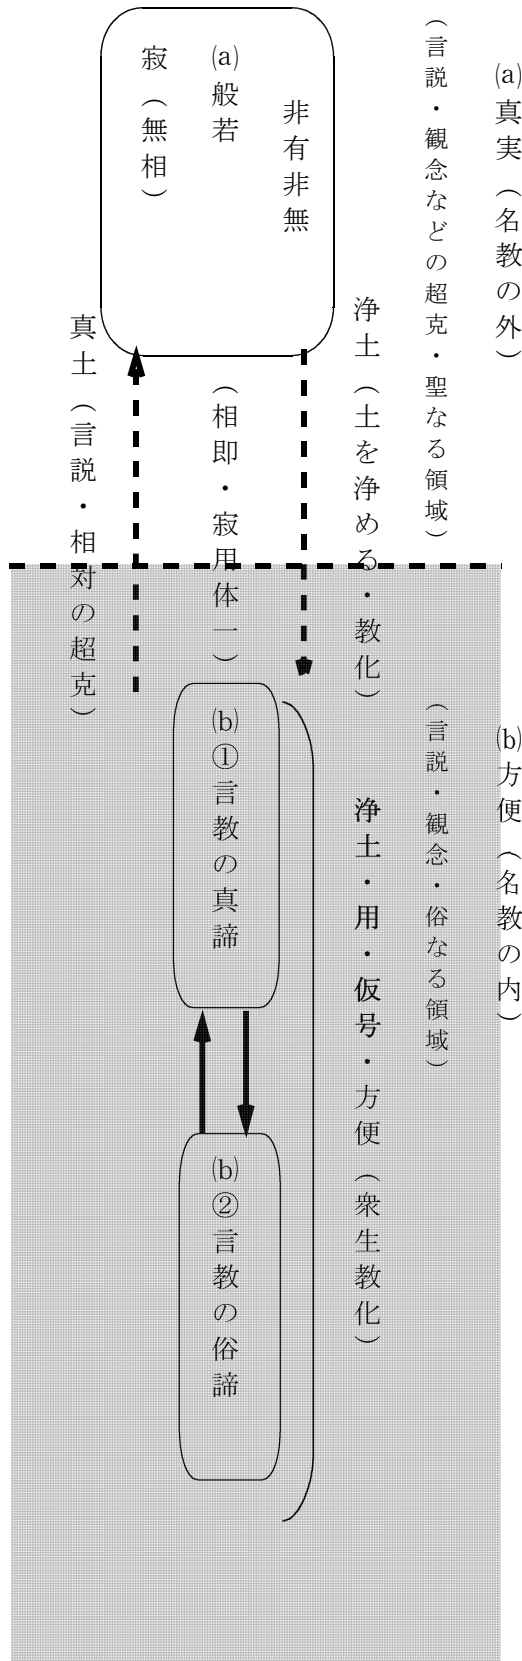 (a)真実（名教の外）
(b)方便（名教の内）
（言説・観念などの超克・聖なる領域）
（言説・観念・俗なる領域）
浄土（土を浄める・教化）
浄土・用・仮号・方便（衆生教化）
非有非無
(a)般若
（相即・寂用体一）
(b)①言教の真諦
(b)②言教の俗諦
寂（無相）
真土（言説・相対の超克）